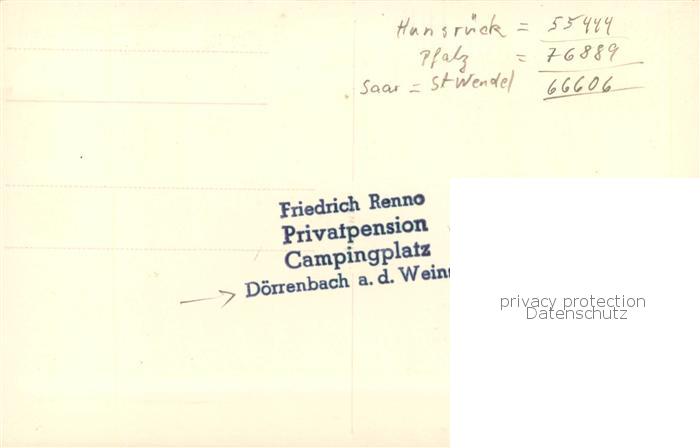 Hunsrück = 55444
Pfalz = 76889
Saar = St Wendel 66606
Friedrich Renno
Privatpension
Campingplatz
Dörrenbach a. d. Wein
privacy protection
Datenschutz